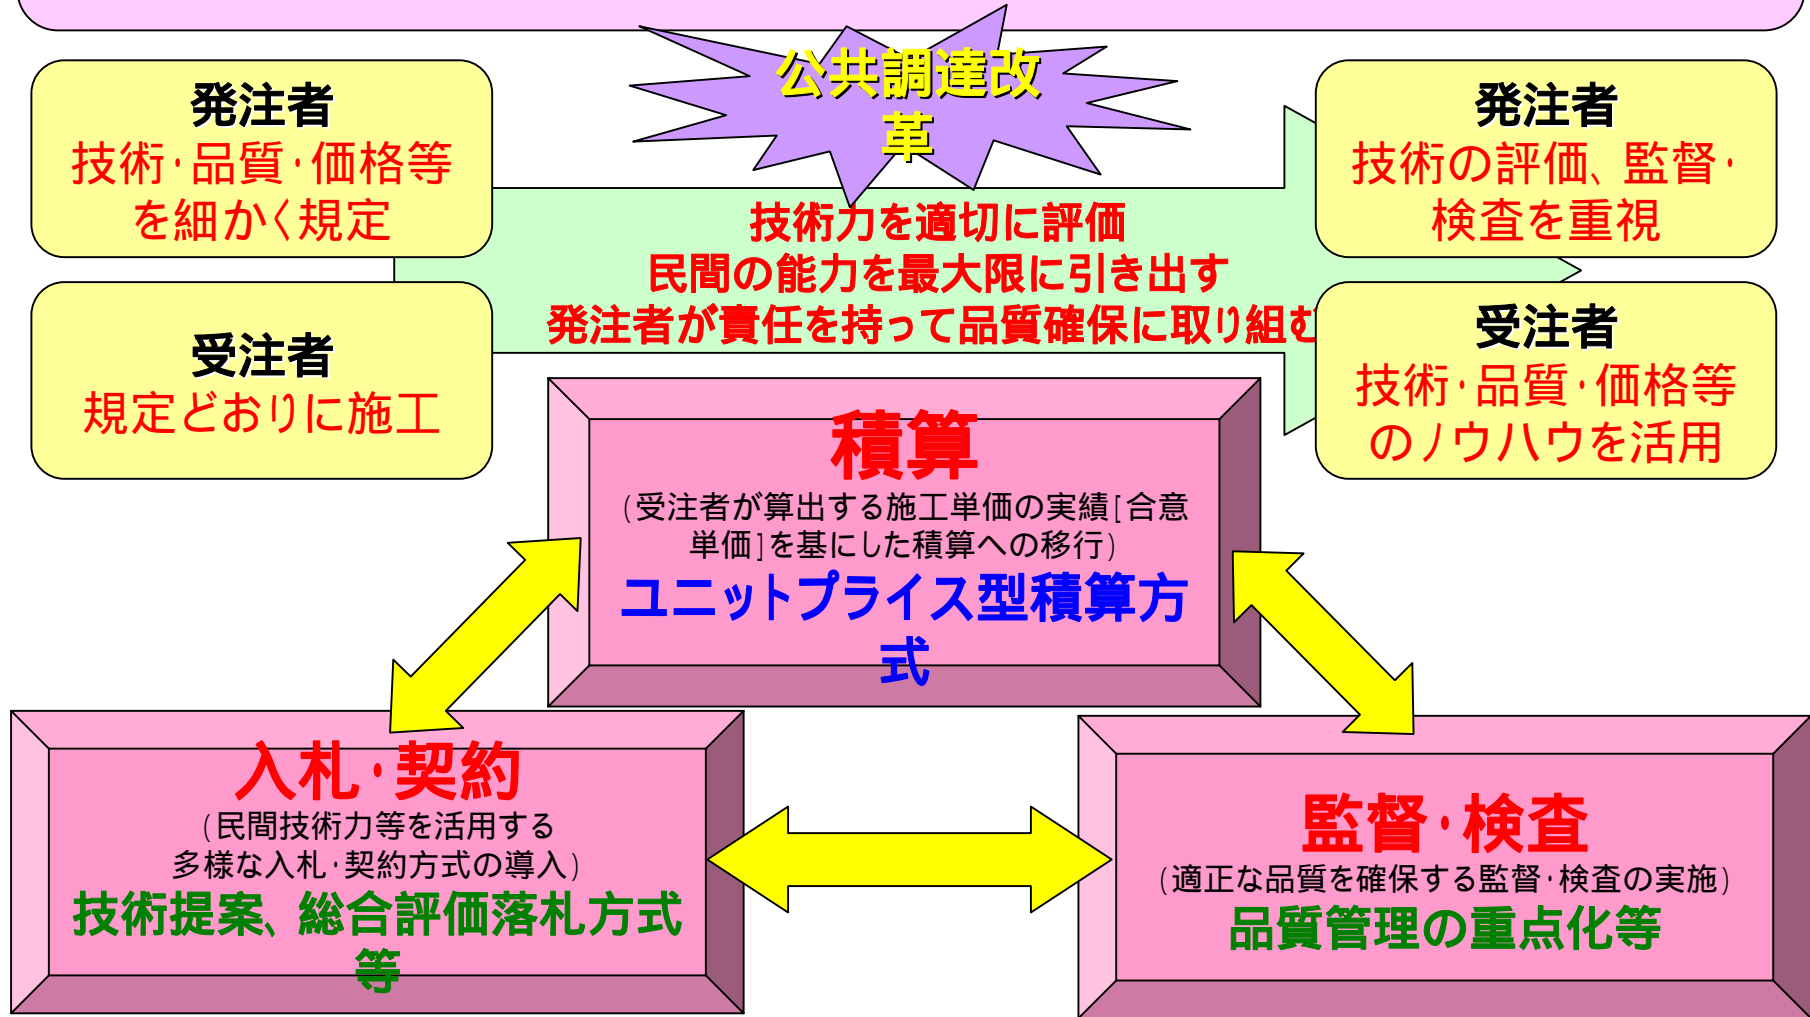 公共調達改
革
発注者
技術・品質・価格等
を細かく規定
受注者
規定どおりに施工
技術力を適切に評価
民間の能力を最大限に引き出す
発注者が責任を持って品質確保に取り組む
発注者
技術の評価、監督・
検査を重視
受注者
技術・品質・価格等
のノウハウを活用
積算
(受注者が算出する施工単価の実績[合意
単価]を基にした積算への移行)
ユニットプライス型積算方
式
入札・契約
(民間技術力等を活用する
多様な入札・契約方式の導入)
技術提案、総合評価落札方式
等
監督・検査
(適正な品質を確保する監督・検査の実施)
品質管理の重点化等